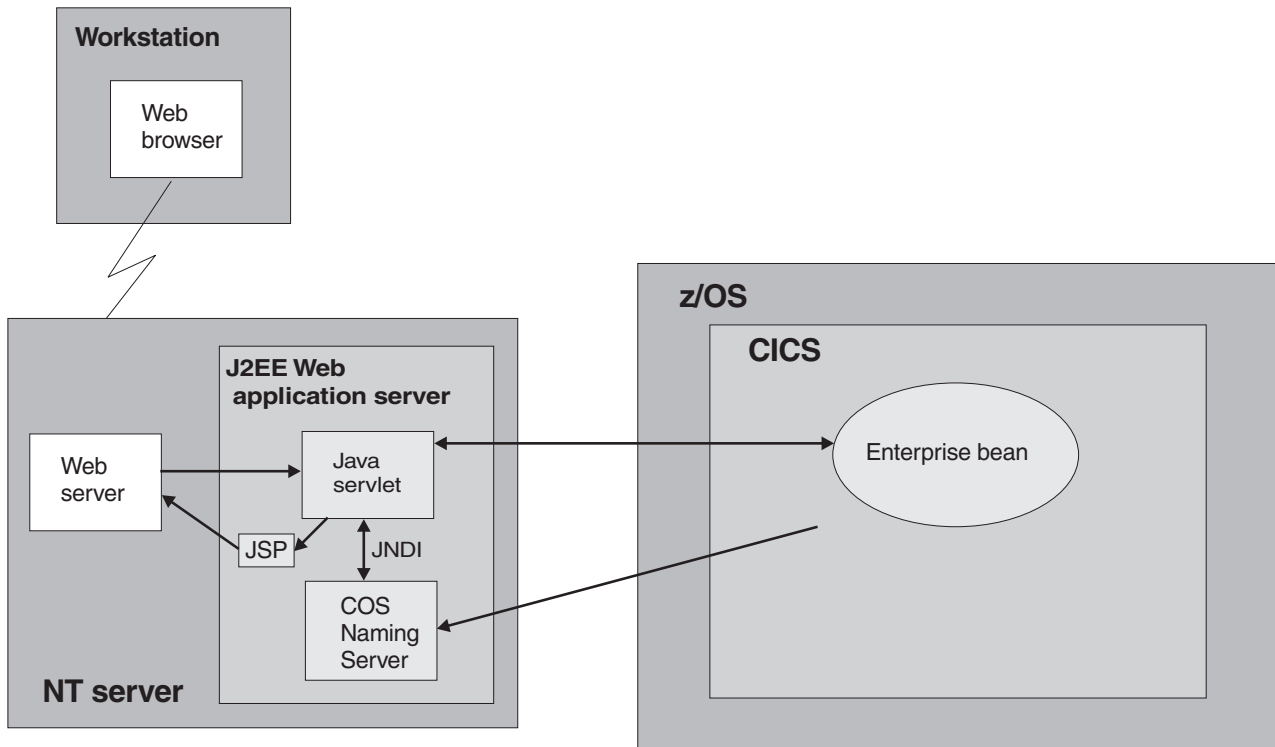 Workstation
Web
browser
z/OS
CICS
J2EE Web
application server
Web
server
Java
servlet
Enterprise bean
JSP
JNDI
COS
Naming
Server
NT server